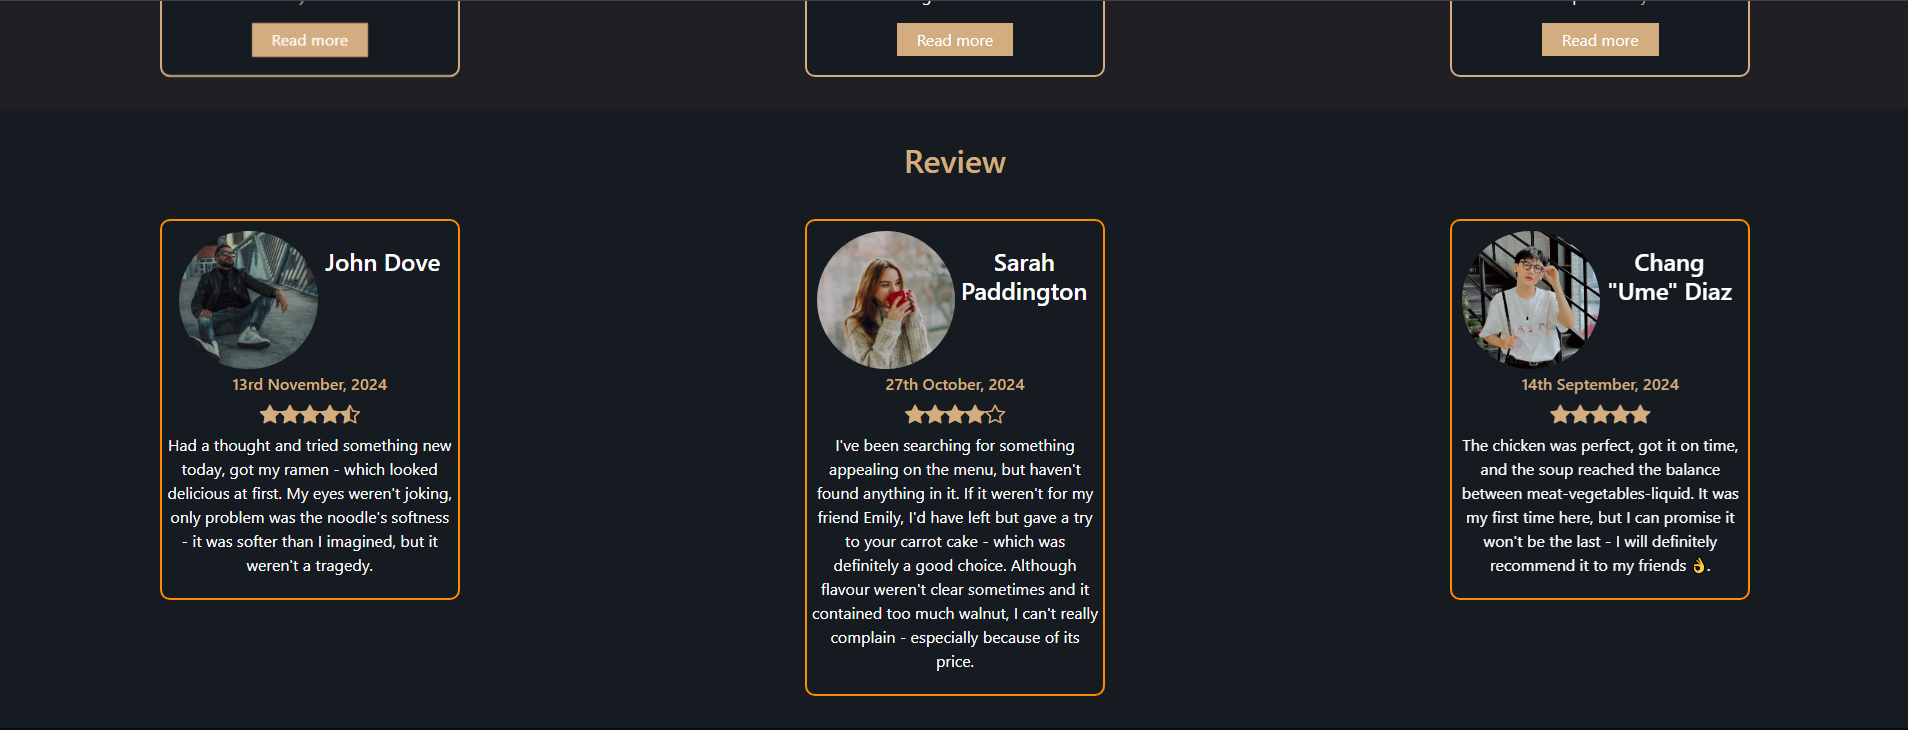 Read more
Read more
Read more
Review
John Dove
13rd November, 2024
Had a thought and tried something new
today, got my ramen - which looked
delicious at first. My eyes weren't joking,
only problem was the noodle's softness
- it was softer than I imagined, but it
weren't a tragedy.
Sarah
Paddington
27th October, 2024
I've been searching for something
appealing on the menu, but haven't
found anything in it. If it weren't for my
friend Emily, I'd have left but gave a try
to your carrot cake - which was
definitely a good choice. Although
flavour weren't clear sometimes and it
contained too much walnut, I can't really
complain - especially because of its
price.
Chang
"Ume" Diaz
14th September, 2024
The chicken was perfect, got it on time,
and the soup reached the balance
between meat-vegetables-liquid. It was
my first time here, but I can promise it
won't be the last - I will definitely
recommend it to my friends 👌.